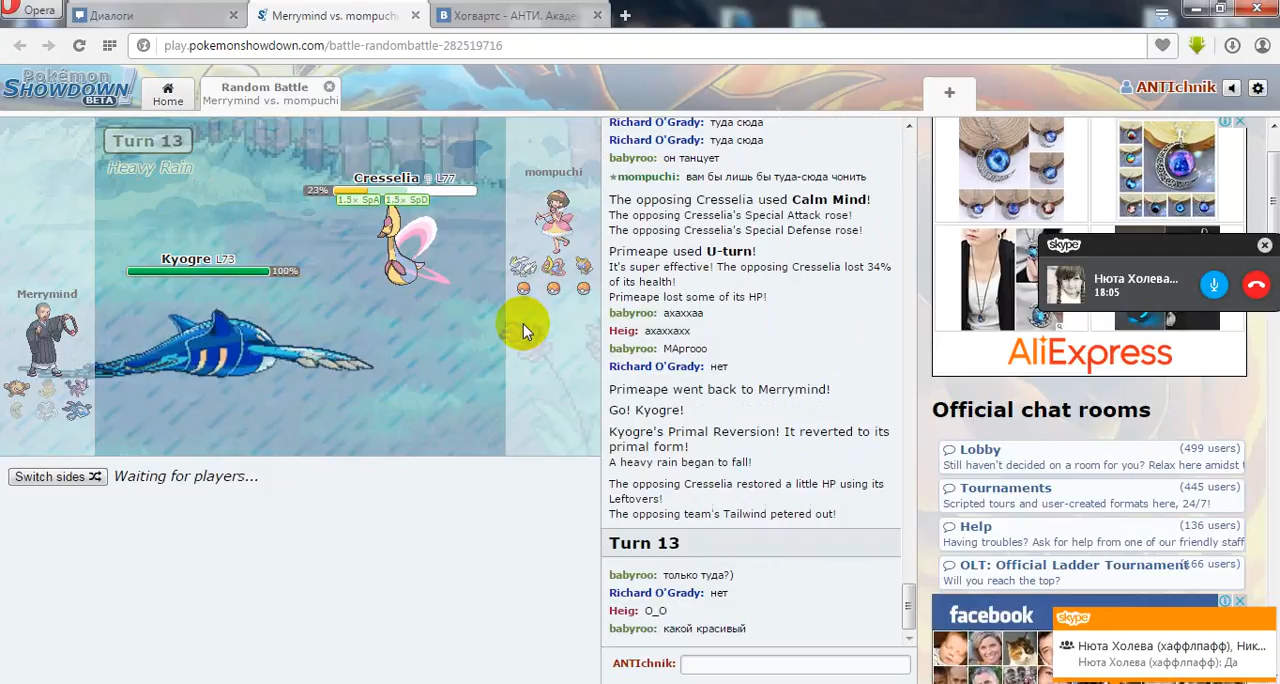 Opera
Диалоги
Merrymind vs. mompuchi
Хогвартс - АНТИ. Акаде
play.pokemonshowdown.com/battle-randombattle-282519716
Pokémon
SHOWDOWN
BETA
Home
Random Battle
Merrymind vs. mompuchi
ANTIchnik
Turn 13
Heavy Rain
Cresselia L77
23%
1.5× SpA 1.5× SpD
Kyogre L73
100%
Merrymind
mompuchi
Switch sides
Waiting for players...
Richard O'Grady: туда сюда
Richard O'Grady: туда сюда
babyroo: он танцует
★mompuchi: вам бы лишь бы туда-сюда чонить
The opposing Cresselia used Calm Mind!
The opposing Cresselia's Special Attack rose!
The opposing Cresselia's Special Defense rose!
Primeape used U-turn!
It's super effective! The opposing Cresselia lost 34%
of its health!
Primeape lost some of its HP!
babyroo: ахаххаа
Heig: ахаххахх
babyroo: МАргооо
Richard O'Grady: нет
Primeape went back to Merrymind!
Go! Kyogre!
Kyogre's Primal Reversion! It reverted to its
primal form!
A heavy rain began to fall!
The opposing Cresselia restored a little HP using its
Leftovers!
The opposing team's Tailwind petered out!
Turn 13
babyroo: только туда?)
Richard O'Grady: нет
Heig: O_O
babyroo: какой красивый
ANTIchnik:
skype
Нюта Холева...
18:05
AliExpress
Official chat rooms
Lobby (499 users)
Still haven't decided on a room for you? Relax here amidst t
Tournaments (445 users)
Scripted tours and user-created formats here, 24/7!
Help (136 users)
Having troubles? Ask for help from one of our friendly staff
OLT: Official Ladder Tournament (166 users)
Will you reach the top?
facebook
skype
Нюта Холева (хаффлпафф), Ник...
Нюта Холева (хаффлпафф): Да